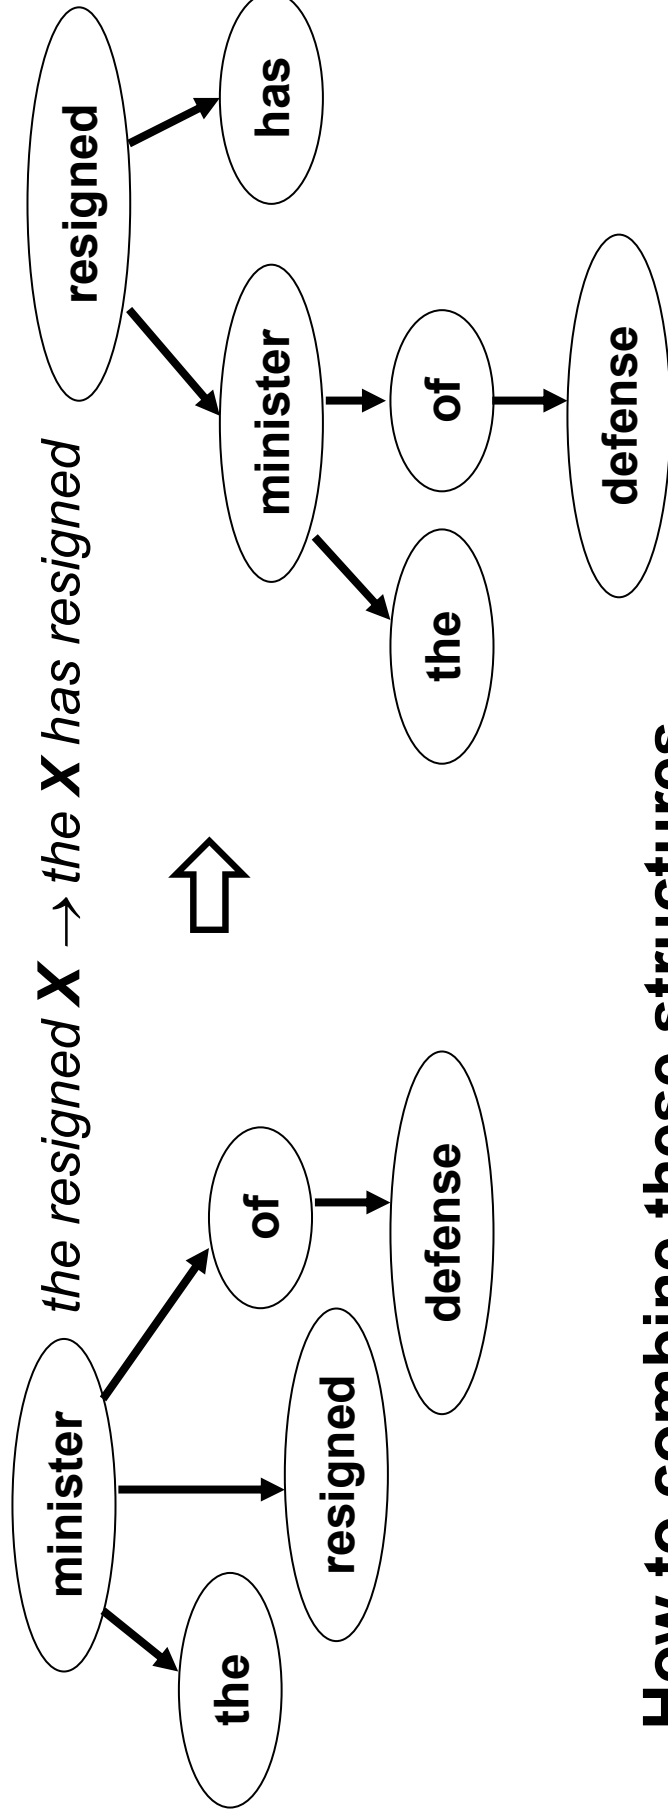 the resigned X → the X has resigned
minister
the
resigned
of
defense
resigned
minister
has
the
of
defense
How to combine these structures